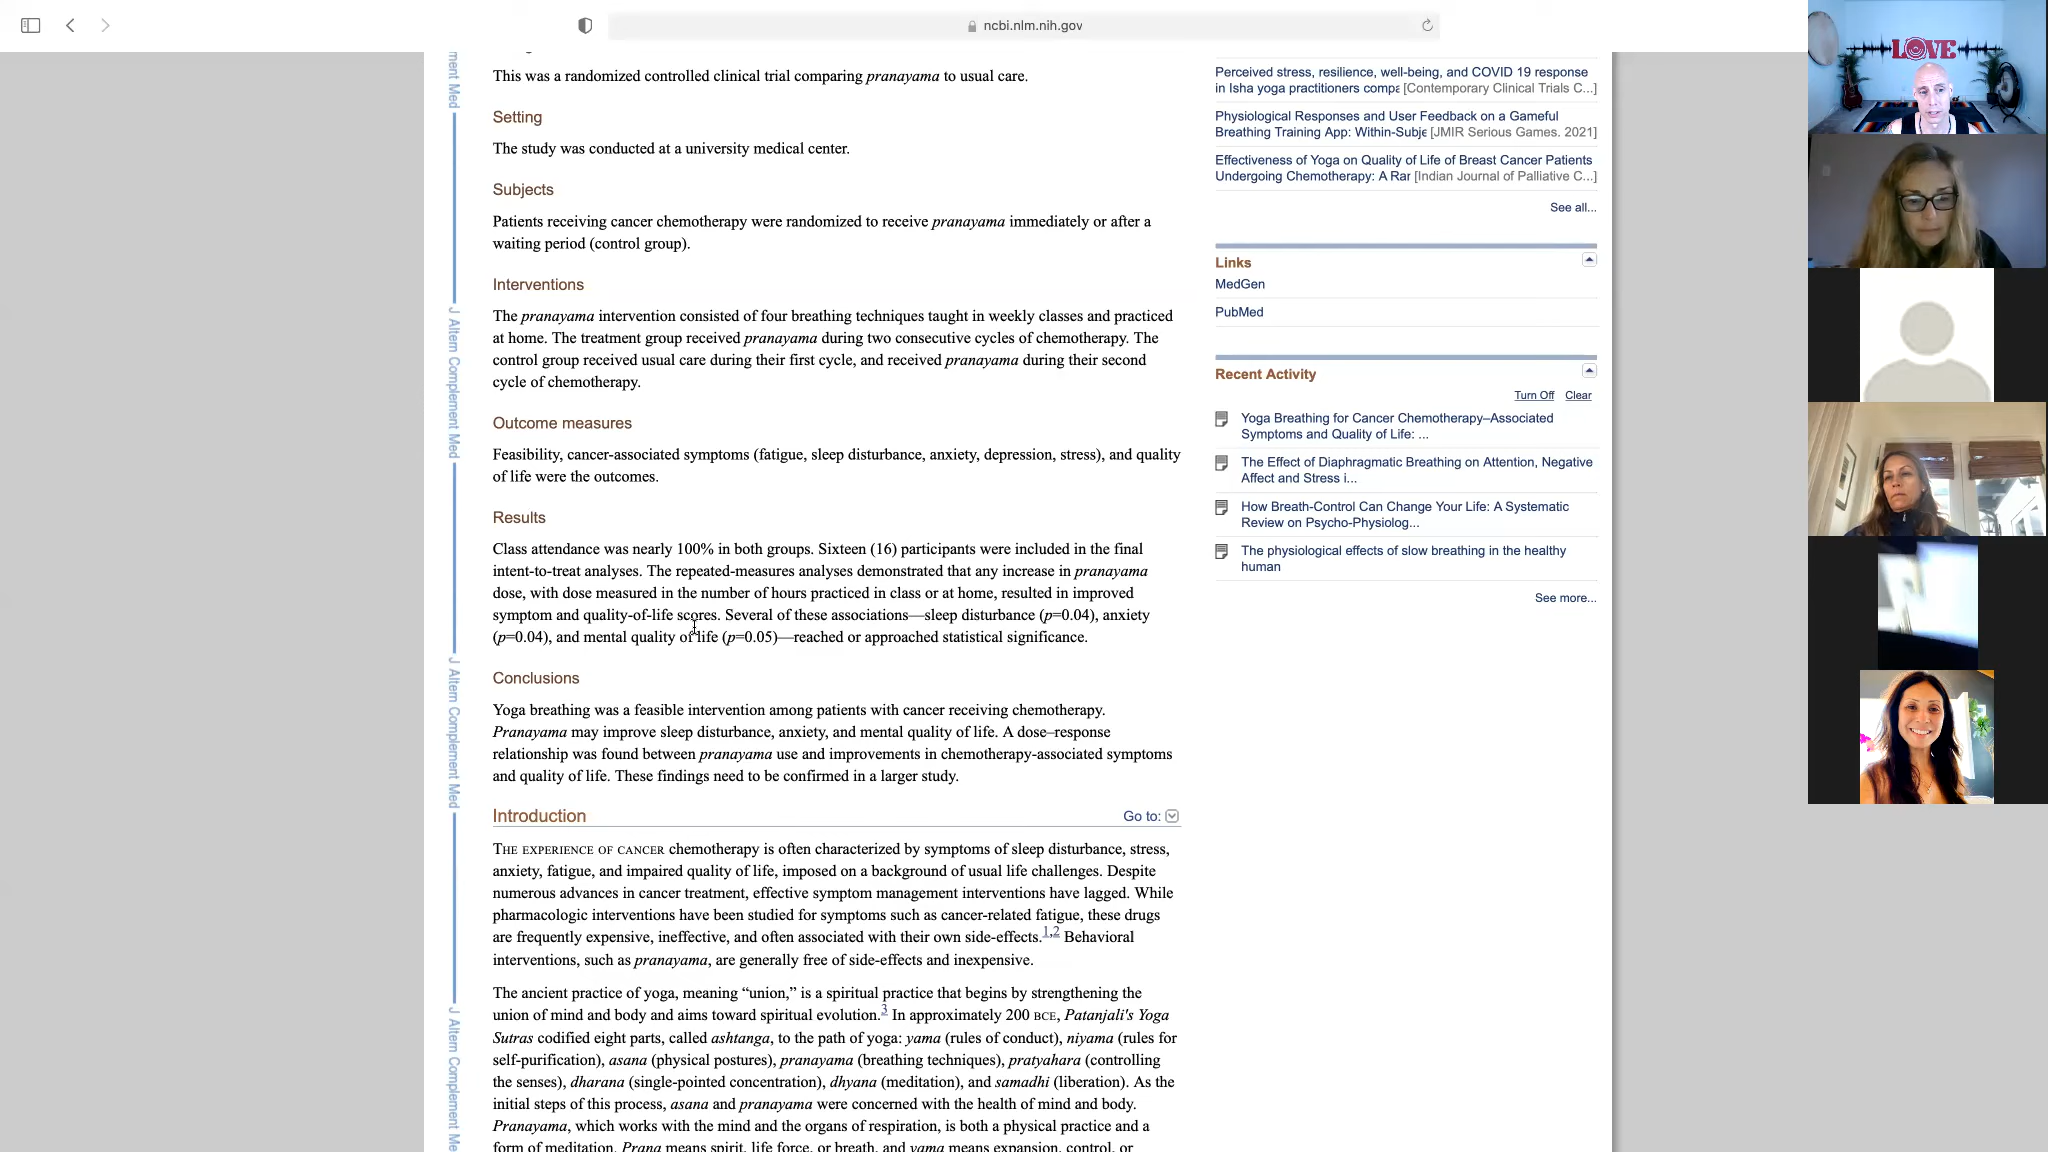 ncbi.nlm.nih.gov
This was a randomized controlled clinical trial comparing pranayama to usual care.
Setting
The study was conducted at a university medical center.
Subjects
Patients receiving cancer chemotherapy were randomized to receive pranayama immediately or after a
waiting period (control group).
Interventions
The pranayama intervention consisted of four breathing techniques taught in weekly classes and practiced
at home. The treatment group received pranayama during two consecutive cycles of chemotherapy. The
control group received usual care during their first cycle, and received pranayama during their second
cycle of chemotherapy.
Outcome measures
Feasibility, cancer-associated symptoms (fatigue, sleep disturbance, anxiety, depression, stress), and quality
of life were the outcomes.
Results
Class attendance was nearly 100% in both groups. Sixteen (16) participants were included in the final
intent-to-treat analyses. The repeated-measures analyses demonstrated that any increase in pranayama
dose, with dose measured in the number of hours practiced in class or at home, resulted in improved
symptom and quality-of-life scores. Several of these associations—sleep disturbance (p=0.04), anxiety
(p=0.04), and mental quality of life (p=0.05)—reached or approached statistical significance.
Conclusions
Yoga breathing was a feasible intervention among patients with cancer receiving chemotherapy.
Pranayama may improve sleep disturbance, anxiety, and mental quality of life. A dose–response
relationship was found between pranayama use and improvements in chemotherapy-associated symptoms
and quality of life. These findings need to be confirmed in a larger study.
Introduction
Go to:
THE EXPERIENCE OF CANCER chemotherapy is often characterized by symptoms of sleep disturbance, stress,
anxiety, fatigue, and impaired quality of life, imposed on a background of usual life challenges. Despite
numerous advances in cancer treatment, effective symptom management interventions have lagged. While
pharmacologic interventions have been studied for symptoms such as cancer-related fatigue, these drugs
are frequently expensive, ineffective, and often associated with their own side-effects.1,2 Behavioral
interventions, such as pranayama, are generally free of side-effects and inexpensive.
The ancient practice of yoga, meaning “union,” is a spiritual practice that begins by strengthening the
union of mind and body and aims toward spiritual evolution.3 In approximately 200 BCE, Patanjali's Yoga
Sutras codified eight parts, called ashtanga, to the path of yoga: yama (rules of conduct), niyama (rules for
self-purification), asana (physical postures), pranayama (breathing techniques), pratyahara (controlling
the senses), dharana (single-pointed concentration), dhyana (meditation), and samadhi (liberation). As the
initial steps of this process, asana and pranayama were concerned with the health of mind and body.
Pranayama, which works with the mind and the organs of respiration, is both a physical practice and a
form of meditation. Prana means spirit, life force, or breath, and yama means expansion, control, or
ment Med
J Altern Complement Med
J Altern Complement Med
J Altern Complement Me
Perceived stress, resilience, well-being, and COVID 19 response
in Isha yoga practitioners compa [Contemporary Clinical Trials C...]
Physiological Responses and User Feedback on a Gameful
Breathing Training App: Within-Subje [JMIR Serious Games. 2021]
Effectiveness of Yoga on Quality of Life of Breast Cancer Patients
Undergoing Chemotherapy: A Rar [Indian Journal of Palliative C...]
See all...
Links
MedGen
PubMed
Recent Activity
Turn Off Clear
Yoga Breathing for Cancer Chemotherapy–Associated
Symptoms and Quality of Life: ...
The Effect of Diaphragmatic Breathing on Attention, Negative
Affect and Stress i...
How Breath-Control Can Change Your Life: A Systematic
Review on Psycho-Physiolog...
The physiological effects of slow breathing in the healthy
human
See more...
LOVE